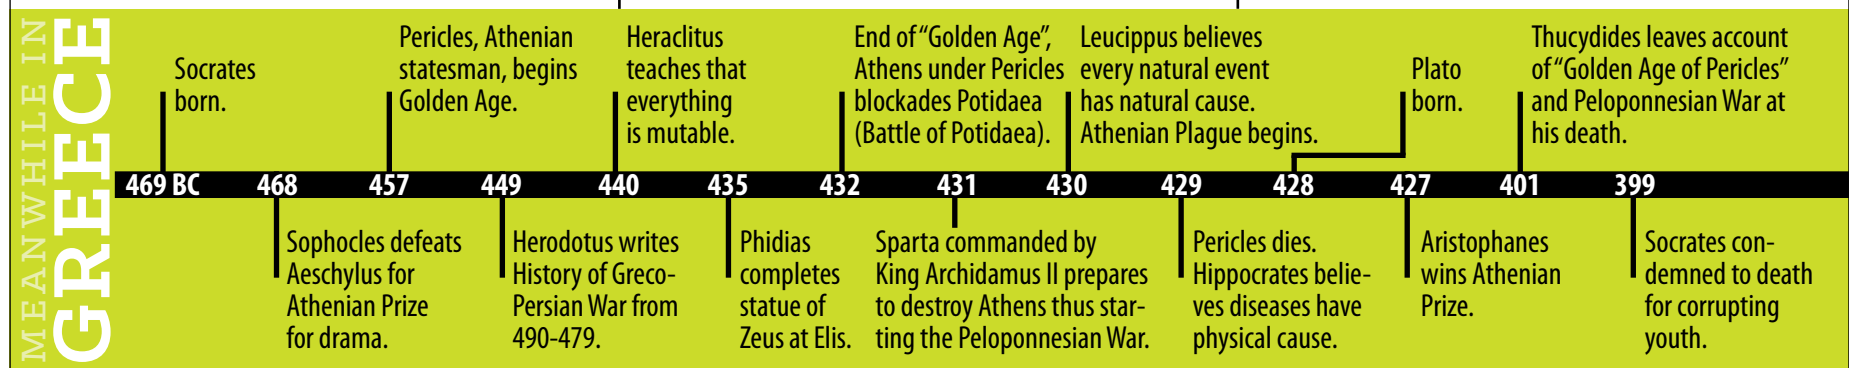 MEANWHILE IN
GREECE
Socrates
born.
Pericles, Athenian
statesman, begins
Golden Age.
Heraclitus
teaches that
everything
is mutable.
End of “Golden Age”,
Athens under Pericles
blockades Potidaea
(Battle of Potidaea).
Leucippus believes
every natural event
has natural cause.
Athenian Plague begins.
Plato
born.
Thucydides leaves account
of “Golden Age of Pericles”
and Peloponnesian War at
his death.
469 BC 468 457 449 440 435 432 431 430 429 428 427 401 399
Sophocles defeats
Aeschylus for
Athenian Prize
for drama.
Herodotus writes
History of Greco-
Persian War from
490-479.
Phidias
completes
statue of
Zeus at Elis.
Sparta commanded by
King Archidamus II prepares
to destroy Athens thus star-
ting the Peloponnesian War.
Pericles dies.
Hippocrates belie-
ves diseases have
physical cause.
Aristophanes
wins Athenian
Prize.
Socrates con-
demned to death
for corrupting
youth.